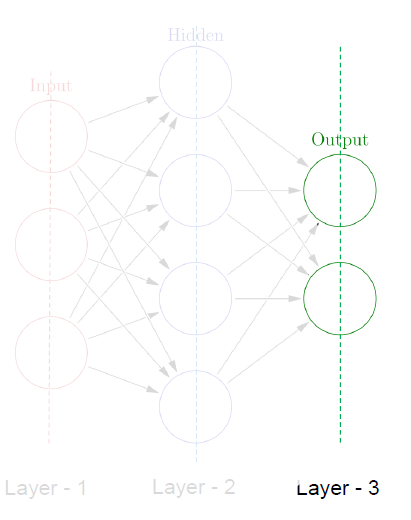 Hidden
Input
Output
Layer - 1
Layer - 2
Layer - 3